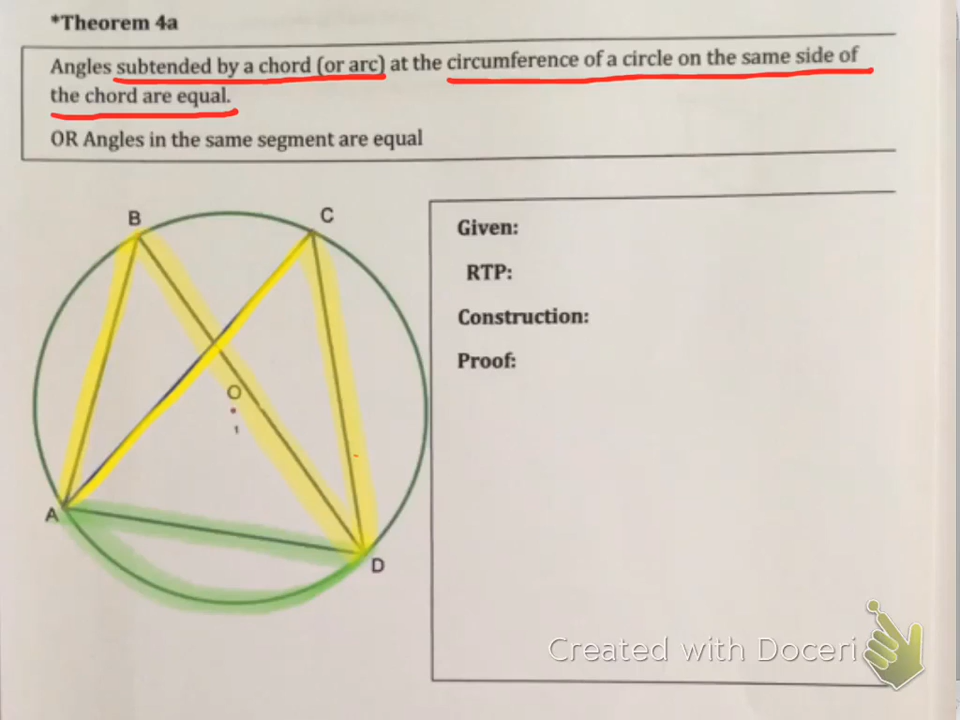 *Theorem 4a
Angles subtended by a chord (or arc) at the circumference of a circle on the same side of
the chord are equal.
OR Angles in the same segment are equal
B
C
Given:
RTP:
Construction:
Proof:
O
1
A
D
Created with Doceri